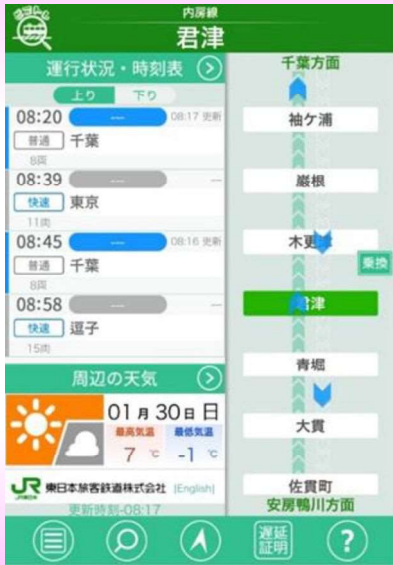 内房線
君津
運行状況・時刻表
上り 下り
08:20 --- 08:17 更新
普通 千葉
8両
08:39 --- ---
快速 東京
11両
08:45 --- 08:16 更新
普通 千葉
8両
08:58 --- ---
快速 逗子
15両
周辺の天気
01月30日 日
最高気温 最低気温
7 ℃ -1 ℃
JR 東日本旅客鉄道株式会社 [English]
更新時刻-08:17
千葉方面
袖ケ浦
巌根
木更津
乗換
君津
青堀
大貫
佐貫町
安房鴨川方面
遅延
証明
?